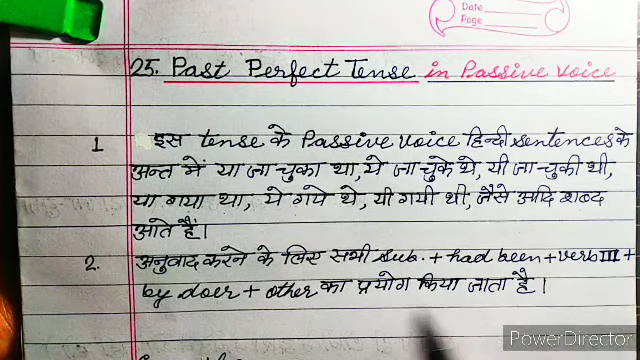 Date
Page
25. Past Perfect Tense in Passive Voice
1 इस tense के Passive voice हिन्दी sentences के
अन्त में या जा चुका था, ये जा चुके थे, यी जा चुकी थी,
या गया था, ये गये थे, यी गयी थी, जैसे आदि शब्द
आते हैं।
2. अनुवाद करने के लिए सभी sub. + had been + verb III +
by doer + other का प्रयोग किया जाता है।
PowerDirector